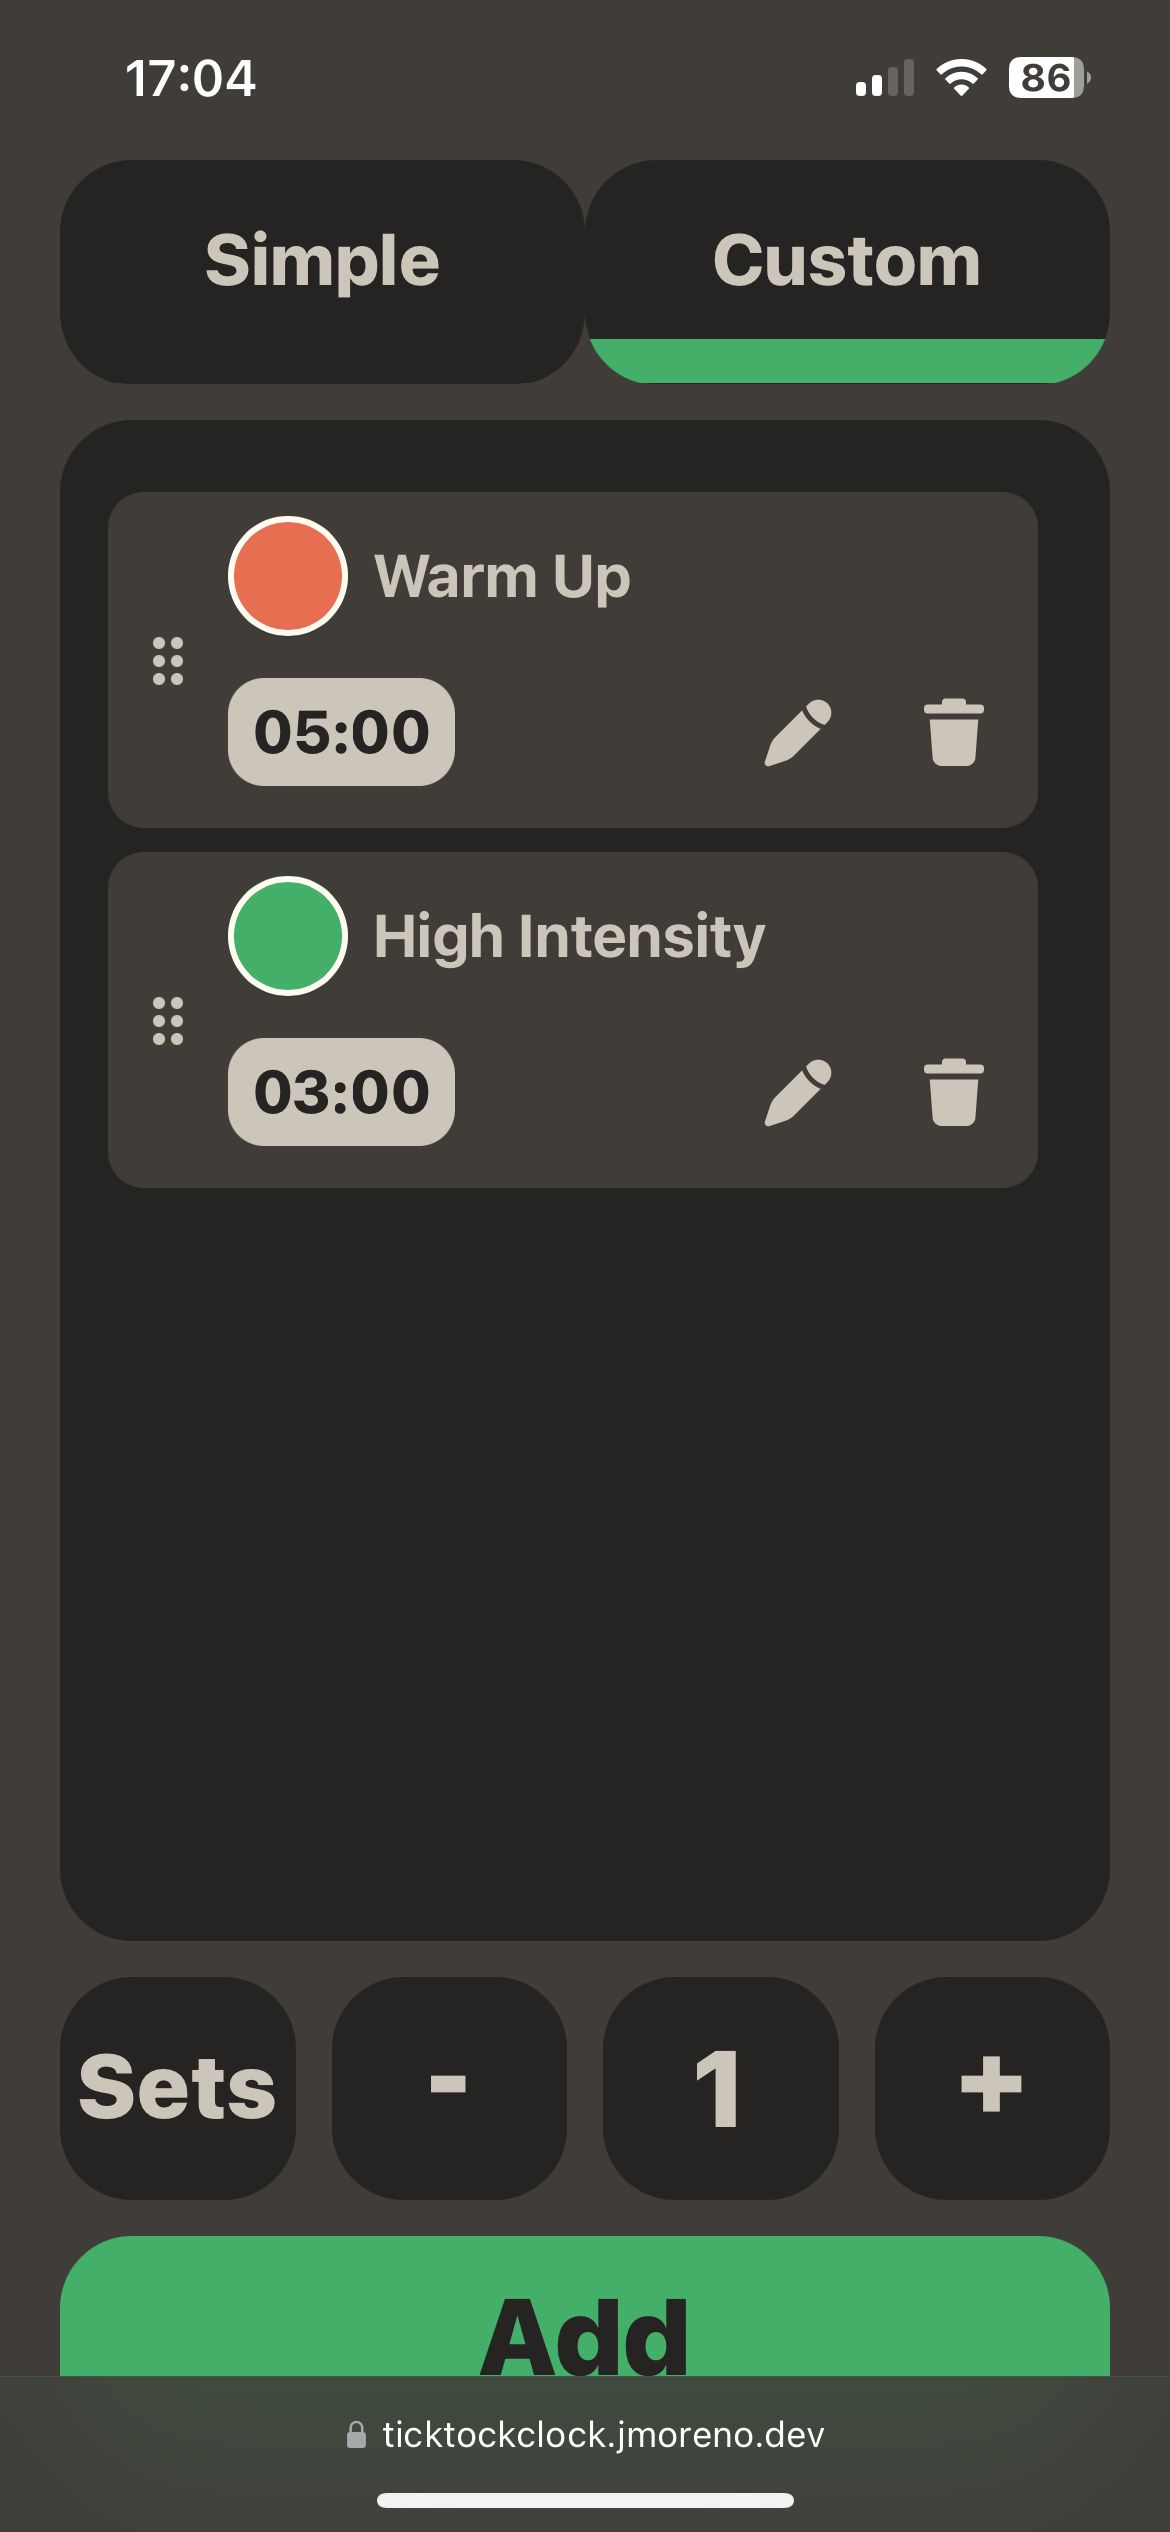 17:04
86
Simple
Custom
Warm Up
05:00
High Intensity
03:00
Sets
-
1
+
Add
ticktockclock.jmoreno.dev